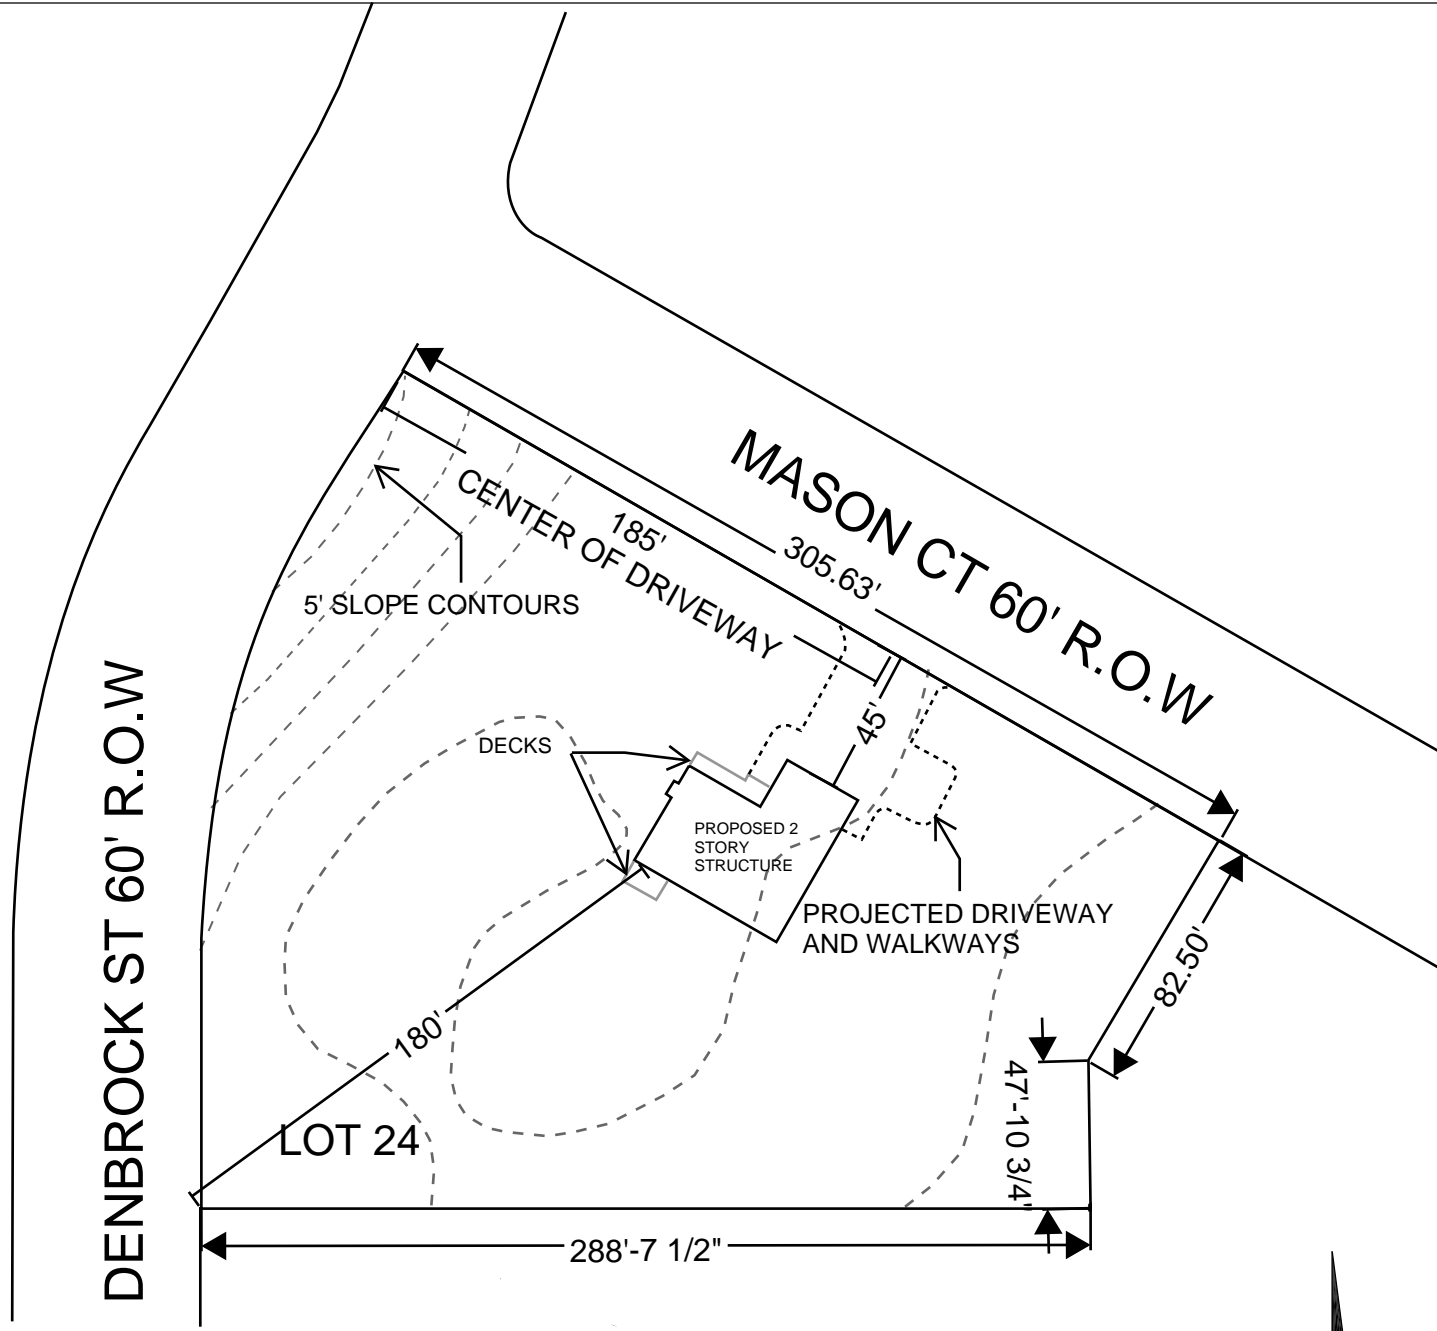 MASON CT 60' R.O.W
305.63'
185'
CENTER OF DRIVEWAY
5' SLOPE CONTOURS
45'
DECKS
PROPOSED 2
STORY
STRUCTURE
PROJECTED DRIVEWAY
AND WALKWAYS
82.50'
47'-10 3/4"
180'
LOT 24
DENBROCK ST 60' R.O.W
288'-7 1/2"